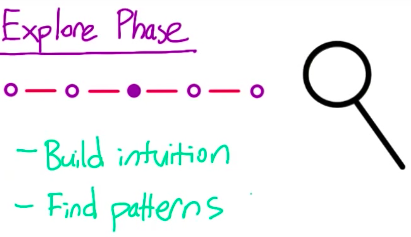 Explore Phase
- Build intuition
- Find patterns